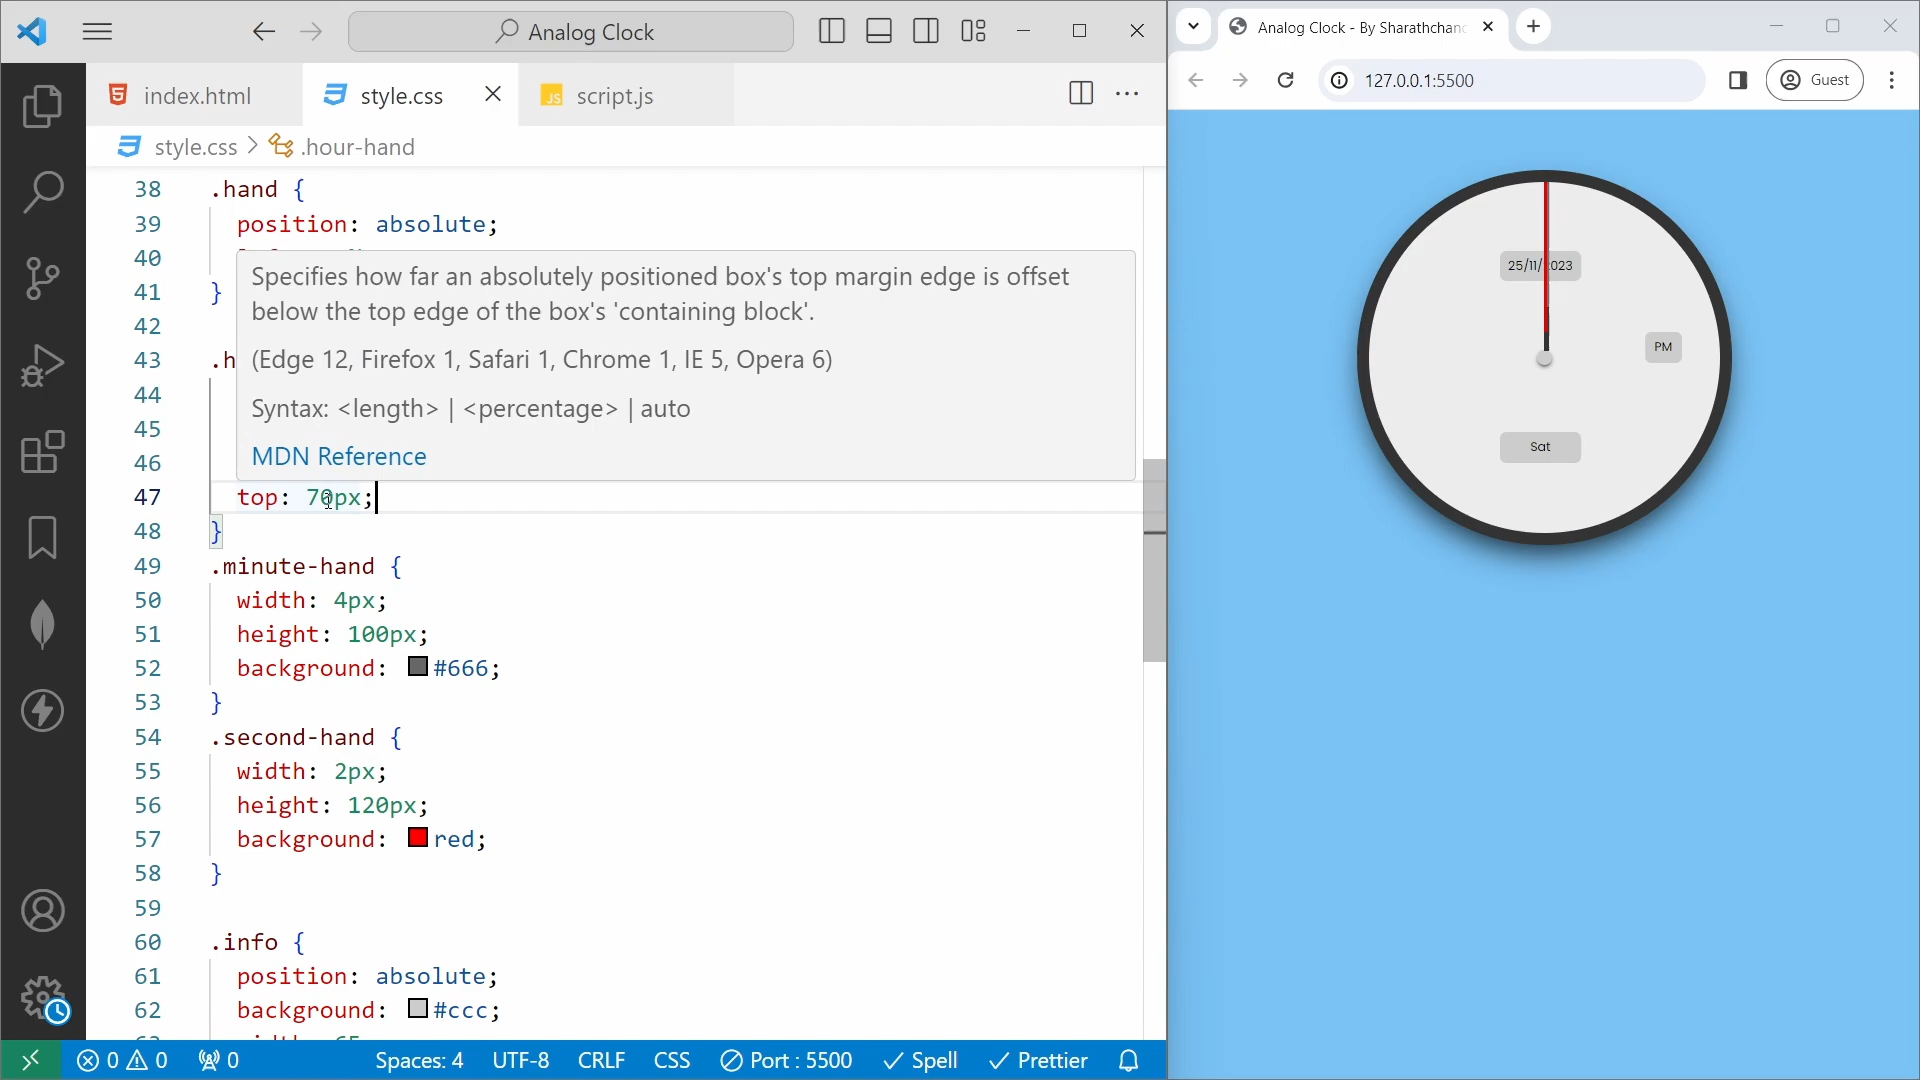 Analog Clock
index.html
style.css
JS script.js
style.css > .hour-hand
38 .hand {
39 position: absolute;
40
41 }
42
43 .h
44
45
46
Specifies how far an absolutely positioned box's top margin edge is offset
below the top edge of the box's 'containing block'.
(Edge 12, Firefox 1, Safari 1, Chrome 1, IE 5, Opera 6)
Syntax: <length> | <percentage> | auto
MDN Reference
47 top: 70px;
48 }
49 .minute-hand {
50 width: 4px;
51 height: 100px;
52 background: #666;
53 }
54 .second-hand {
55 width: 2px;
56 height: 120px;
57 background: red;
58 }
59
60 .info {
61 position: absolute;
62 background: #ccc;
0 0 0
Spaces: 4 UTF-8 CRLF CSS Port : 5500 Spell Prettier
Analog Clock - By Sharathchan
127.0.0.1:5500
Guest
25/11/2023
PM
Sat